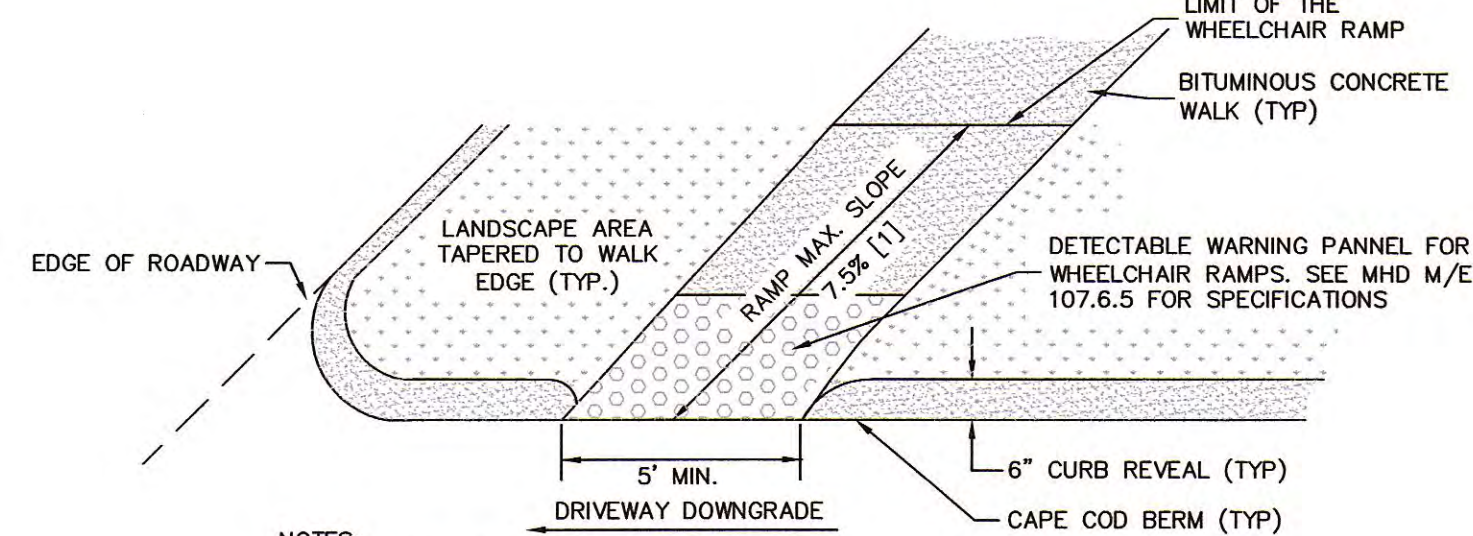 LIMIT OF THE
WHEELCHAIR RAMP
BITUMINOUS CONCRETE
WALK (TYP)
RAMP MAX. SLOPE
7.5% [1]
LANDSCAPE AREA
TAPERED TO WALK
EDGE (TYP.)
EDGE OF ROADWAY
DETECTABLE WARNING PANNEL FOR
WHEELCHAIR RAMPS. SEE MHD M/E
107.6.5 FOR SPECIFICATIONS
5' MIN.
DRIVEWAY DOWNGRADE
6" CURB REVEAL (TYP)
CAPE COD BERM (TYP)
NOTES